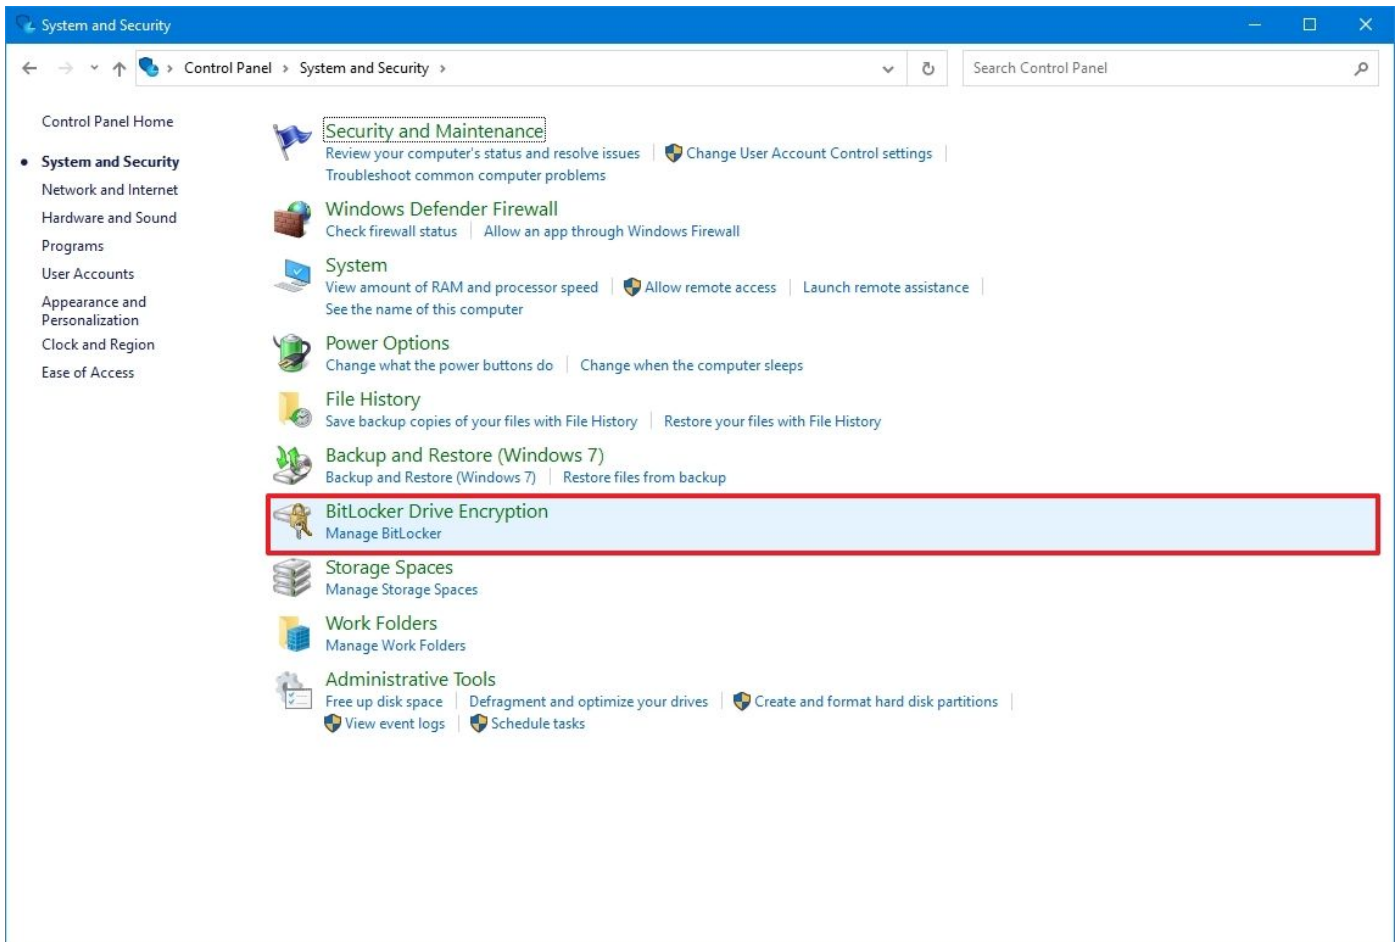 System and Security
Control Panel > System and Security >
Search Control Panel
Control Panel Home
System and Security
Network and Internet
Hardware and Sound
Programs
User Accounts
Appearance and
Personalization
Clock and Region
Ease of Access
Security and Maintenance
Review your computer's status and resolve issues | Change User Account Control settings |
Troubleshoot common computer problems
Windows Defender Firewall
Check firewall status | Allow an app through Windows Firewall
System
View amount of RAM and processor speed | Allow remote access | Launch remote assistance |
See the name of this computer
Power Options
Change what the power buttons do | Change when the computer sleeps
File History
Save backup copies of your files with File History | Restore your files with File History
Backup and Restore (Windows 7)
Backup and Restore (Windows 7) | Restore files from backup
BitLocker Drive Encryption
Manage BitLocker
Storage Spaces
Manage Storage Spaces
Work Folders
Manage Work Folders
Administrative Tools
Free up disk space | Defragment and optimize your drives | Create and format hard disk partitions |
View event logs | Schedule tasks